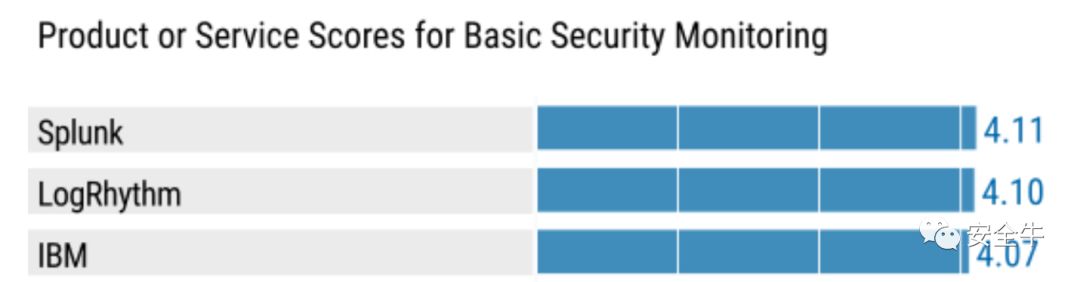 Product or Service Scores for Basic Security Monitoring
Splunk 4.11
LogRhythm 4.10
IBM 4.07
安全牛